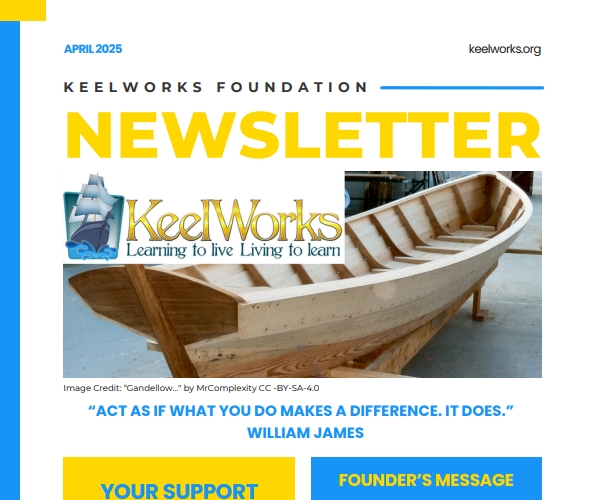 APRIL 2025
keelworks.org
KEELWORKS FOUNDATION
NEWSLETTER
KeelWorks
Learning to live Living to learn
Image Credit: "Gandellow..." by MrComplexity CC -BY-SA-4.0
“ACT AS IF WHAT YOU DO MAKES A DIFFERENCE. IT DOES.”
WILLIAM JAMES
YOUR SUPPORT
FOUNDER’S MESSAGE